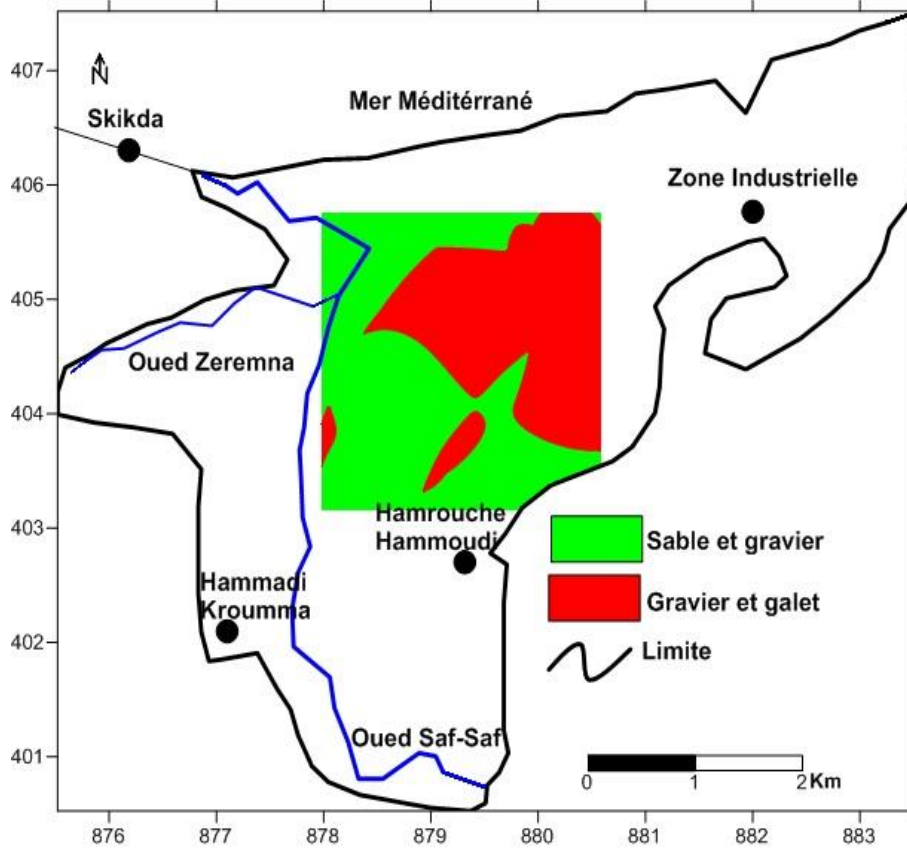 407
N
Mer Méditérrané
Skikda
406
Zone Industrielle
405
Oued Zeremna
404
403
Hamrouche
Hammoudi
Sable et gravier
Hammadi
Kroumma
Gravier et galet
402
Limite
Oued Saf-Saf
401
0 1 2 Km
876 877 878 879 880 881 882 883